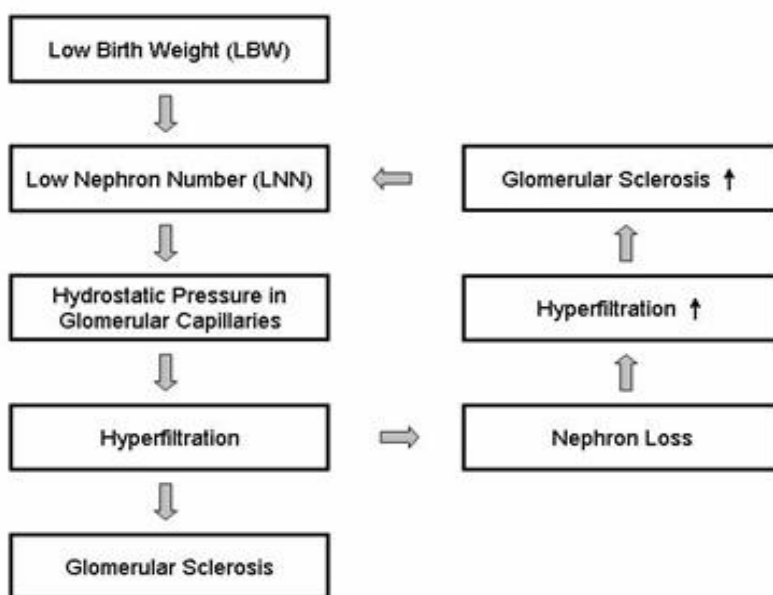 Low Birth Weight (LBW)
Low Nephron Number (LNN)
Hydrostatic Pressure in
Glomerular Capillaries
Hyperfiltration
Glomerular Sclerosis
Nephron Loss
Hyperfiltration ↑
Glomerular Sclerosis ↑